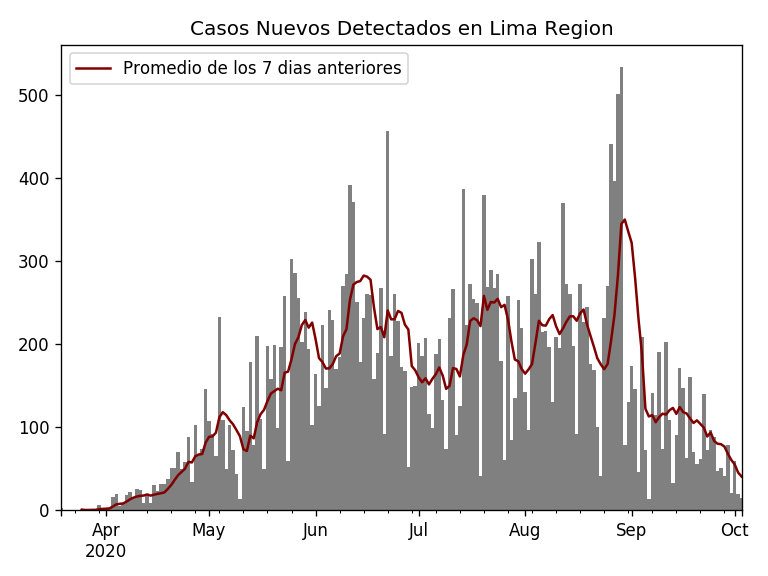 Casos Nuevos Detectados en Lima Region
Promedio de los 7 dias anteriores
500
400
300
200
100
0
Apr May Jun Jul Aug Sep Oct
2020